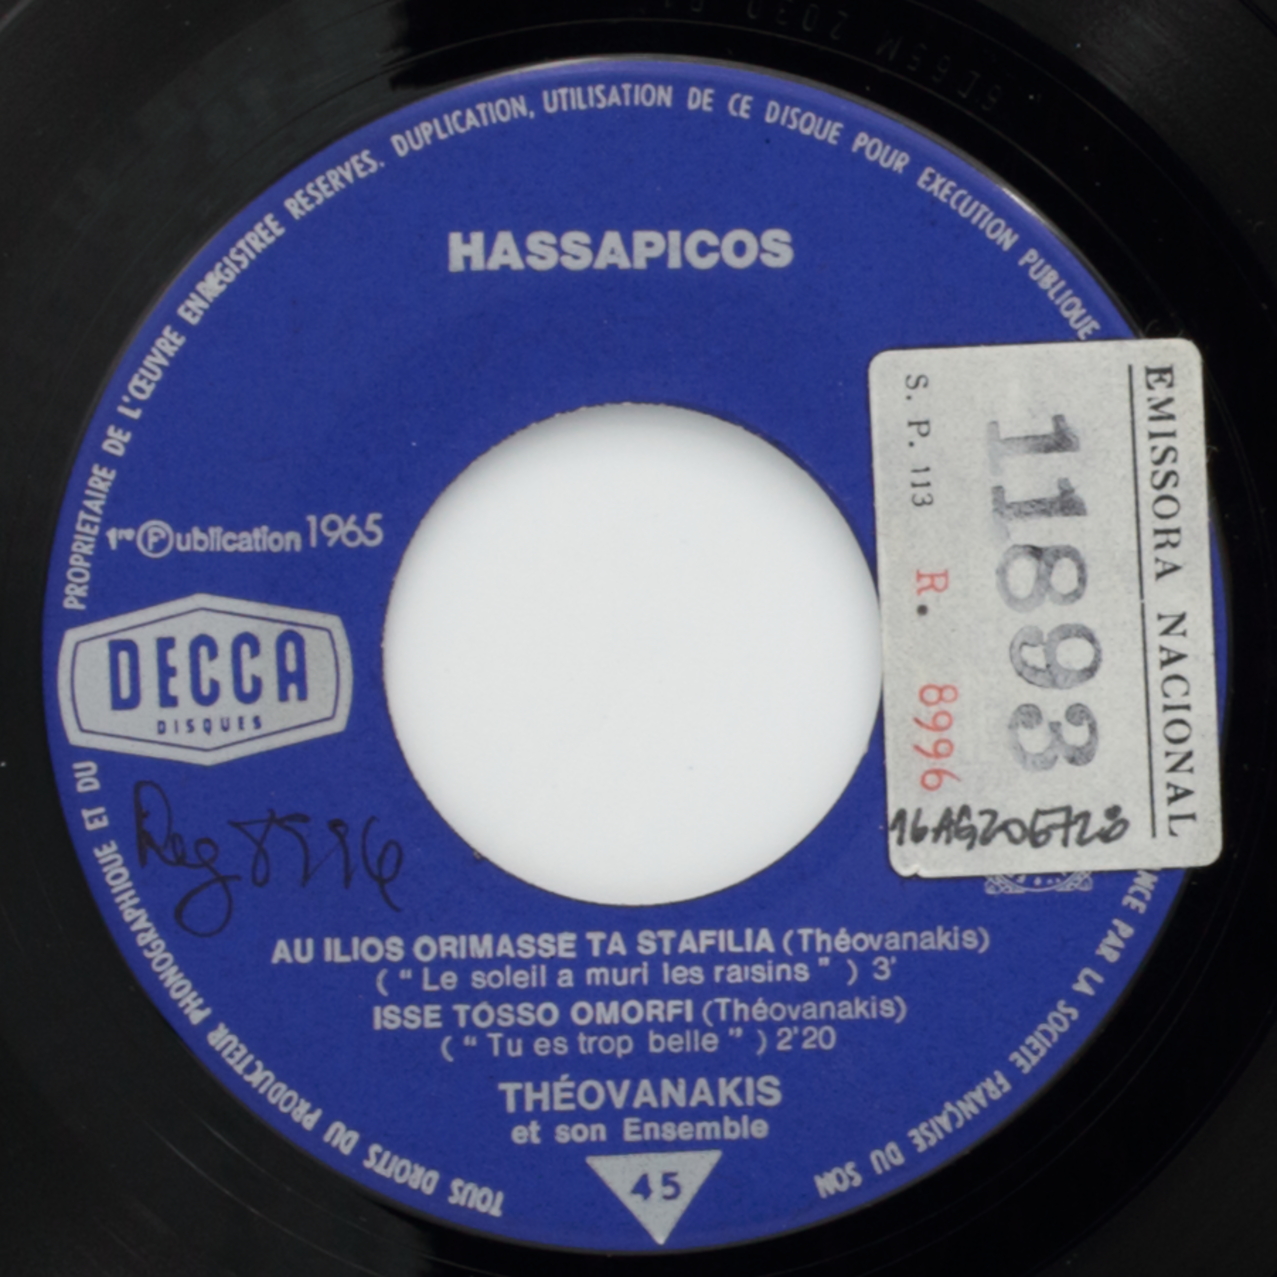 TOUS DROITS DU PRODUCTEUR PHONOGRAPHIQUE ET DU PROPRIETAIRE DE L'ŒUVRE ENREGISTREE RESERVES. DUPLICATION, UTILISATION DE CE DISQUE POUR EXECUTION PUBLIQUE
PAR LA SOCIETE FRANÇAISE DU SON
HASSAPICOS
1re Publication 1965
DECCA
DISQUES
Reg 8996
EMISSORA NACIONAL
11893
S. P. 113
R. 8996
AU ILIOS ORIMASSE TA STAFILIA (Théovanakis)
( " Le soleil a muri les raisins " ) 3'
ISSE TOSSO OMORFI (Théovanakis)
( " Tu es trop belle " ) 2'20
THÉOVANAKIS
et son Ensemble
45